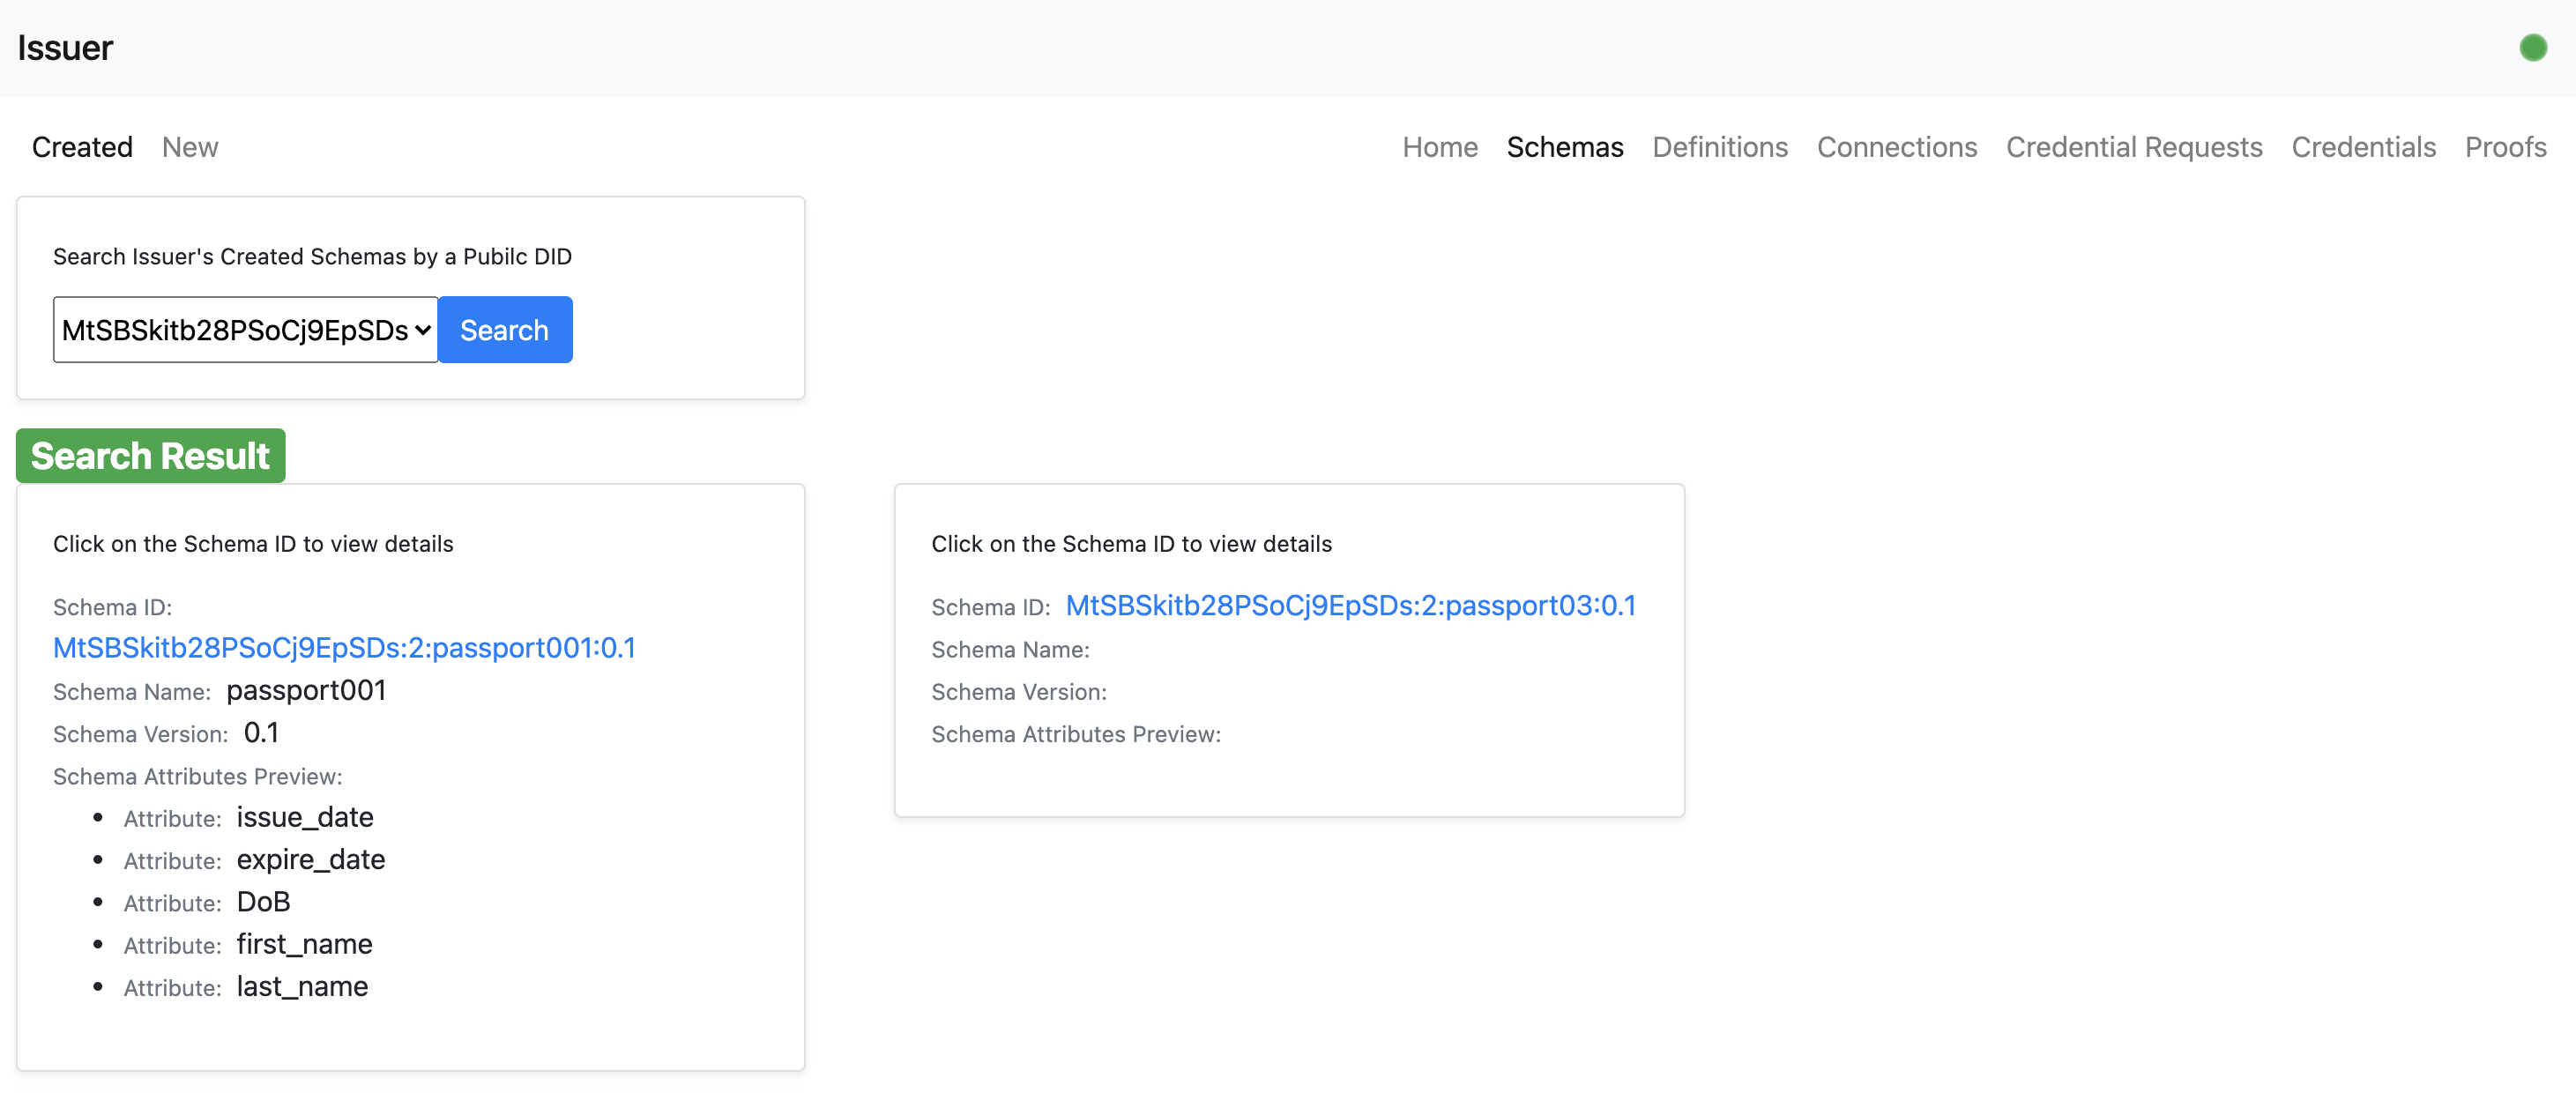 Issuer
Created New Home Schemas Definitions Connections Credential Requests Credentials Proofs
Search Issuer's Created Schemas by a Pubilc DID
MtSBSkitb28PSoCj9EpSDs Search
Search Result
Click on the Schema ID to view details
Schema ID:
MtSBSkitb28PSoCj9EpSDs:2:passport001:0.1
Schema Name: passport001
Schema Version: 0.1
Schema Attributes Preview:
• Attribute: issue_date
• Attribute: expire_date
• Attribute: DoB
• Attribute: first_name
• Attribute: last_name
Click on the Schema ID to view details
Schema ID: MtSBSkitb28PSoCj9EpSDs:2:passport03:0.1
Schema Name:
Schema Version:
Schema Attributes Preview: